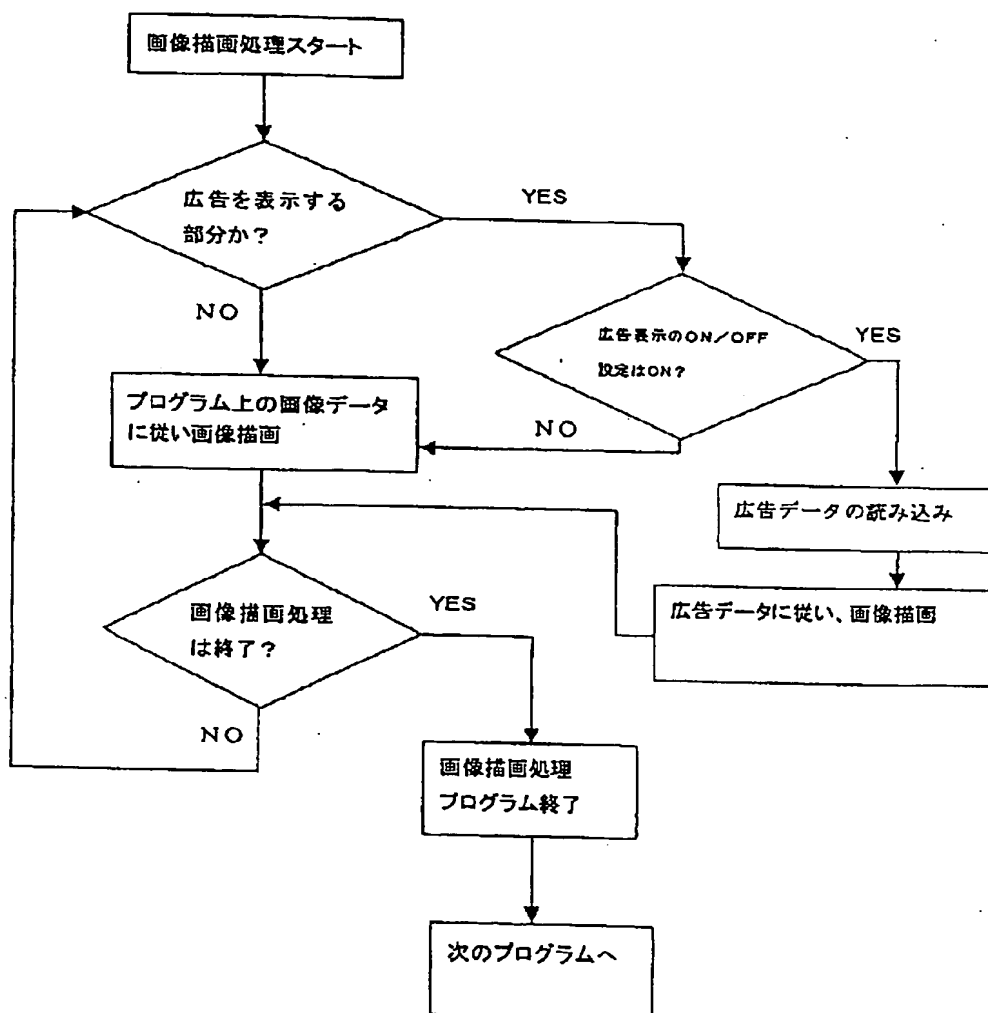 画像描画処理スタート
広告を表示する
部分か？
YES
NO
広告表示のON／OFF
設定はON？
YES
NO
プログラム上の画像データ
に従い画像描画
広告データの読み込み
広告データに従い、画像描画
画像描画処理
は終了？
YES
NO
画像描画処理
プログラム終了
次のプログラムへ